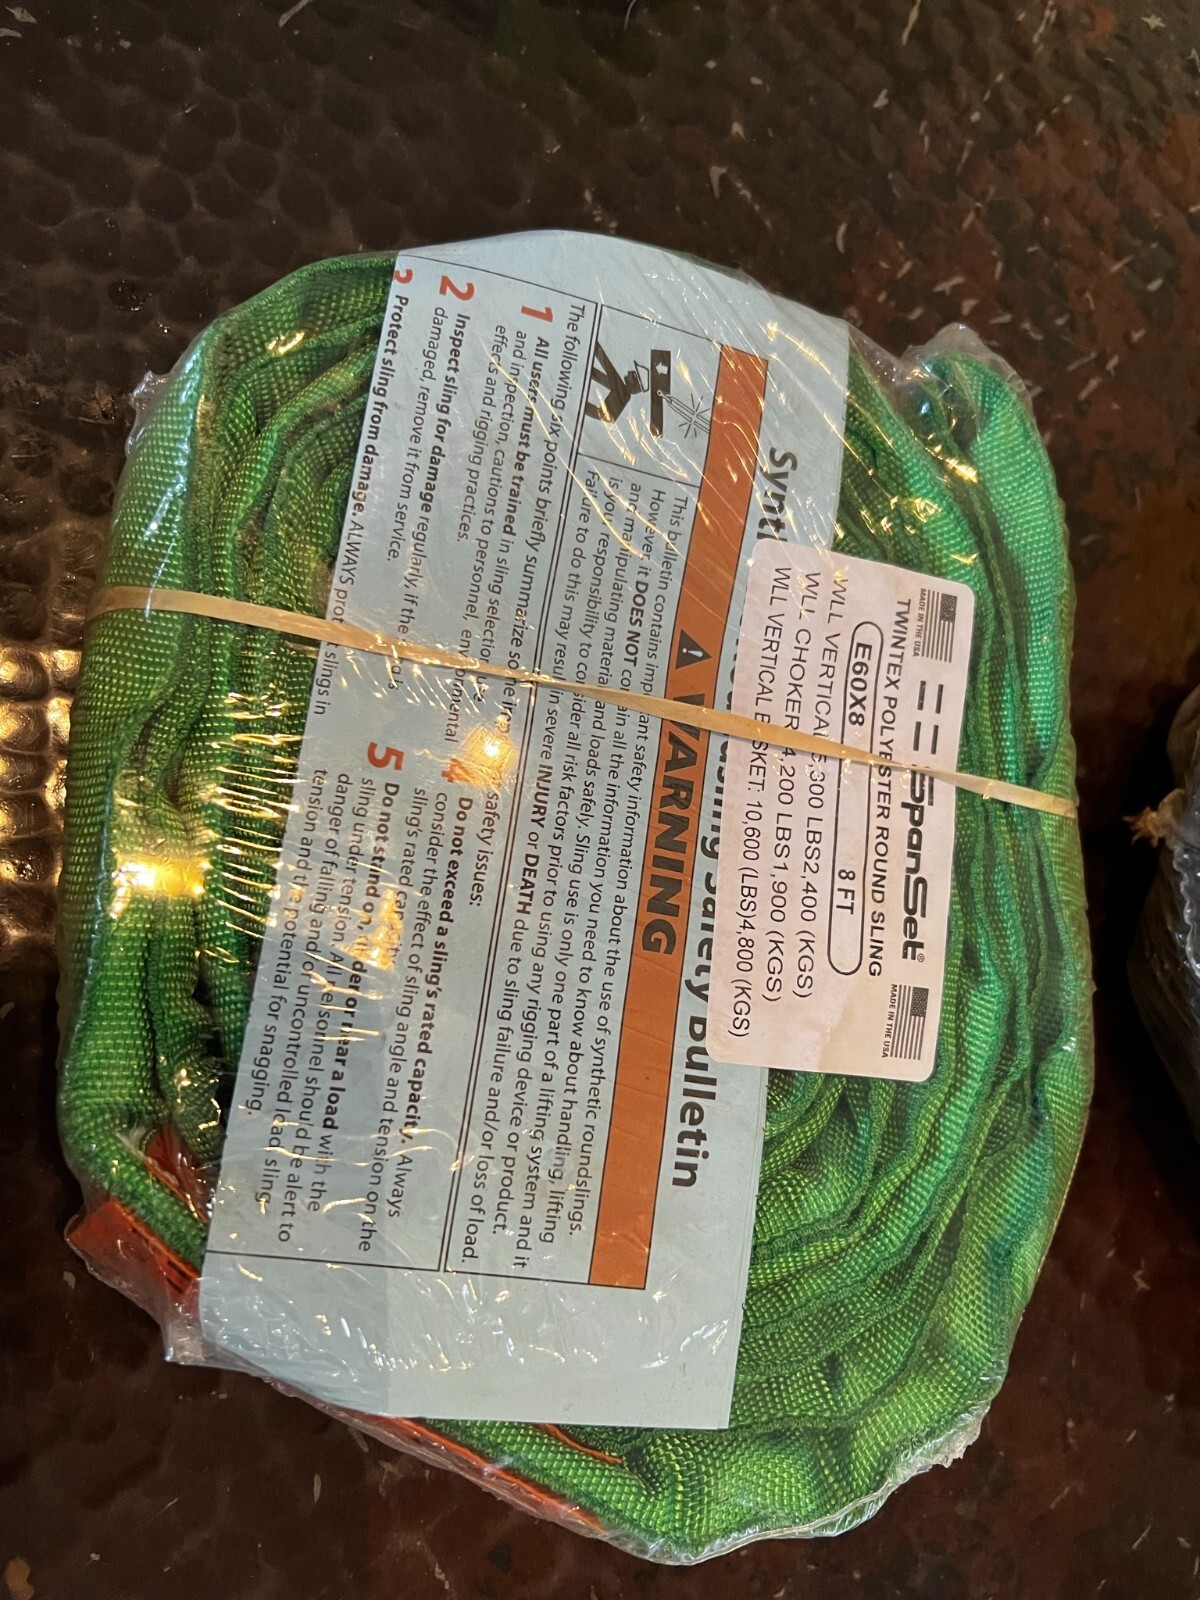 SpanSet®
MADE IN THE USA
MADE IN THE USA
TWINTEX POLYESTER ROUND SLING
E60X8 8 FT
WLL VERTICAL 5,300 LBS2,400 (KGS)
WLL CHOKER 4,200 LBS1,900 (KGS)
WLL VERTICAL BASKET: 10,600 (LBS)4,800 (KGS)
Safety Bulletin
WARNING
This bulletin contains important safety information about the use of synthetic roundslings.
However, it DOES NOT contain all the information you need to know about handling, lifting
and manipulating materials and loads safely. Sling use is only one part of a lifting system and it
is your responsibility to consider all risk factors prior to using any rigging device or product.
Failure to do this may result in severe INJURY or DEATH due to sling failure and/or loss of load.
The following six points briefly summarize some safety issues:
1 All users must be trained in sling selection
and inspection, cautions to personnel, environmental
effects and rigging practices.
2 Inspect sling for damage regularly, if the
damaged, remove it from service.
Protect sling from damage. ALWAYS slings in
4 Do not exceed a sling's rated capacity. Always
consider the effect of sling angle and tension on the
sling's rated capacity.
5 Do not stand on, under or near a load with the
sling under tension. All personnel should be alert to
danger of falling and/or uncontrolled load, sling
tension and the potential for snagging.